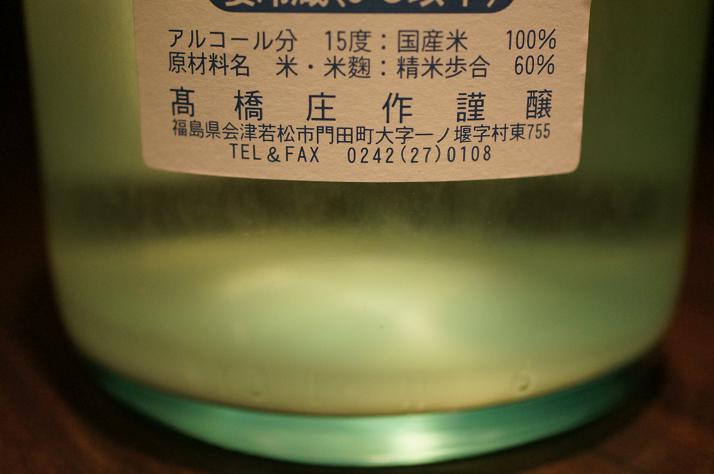 アルコール分 15度：国産米 100%
原材料名 米・米麹：精米歩合 60%
髙橋庄作謹醸
福島県会津若松市門田町大字一ノ堰字村東755
TEL＆FAX 0242(27)0108